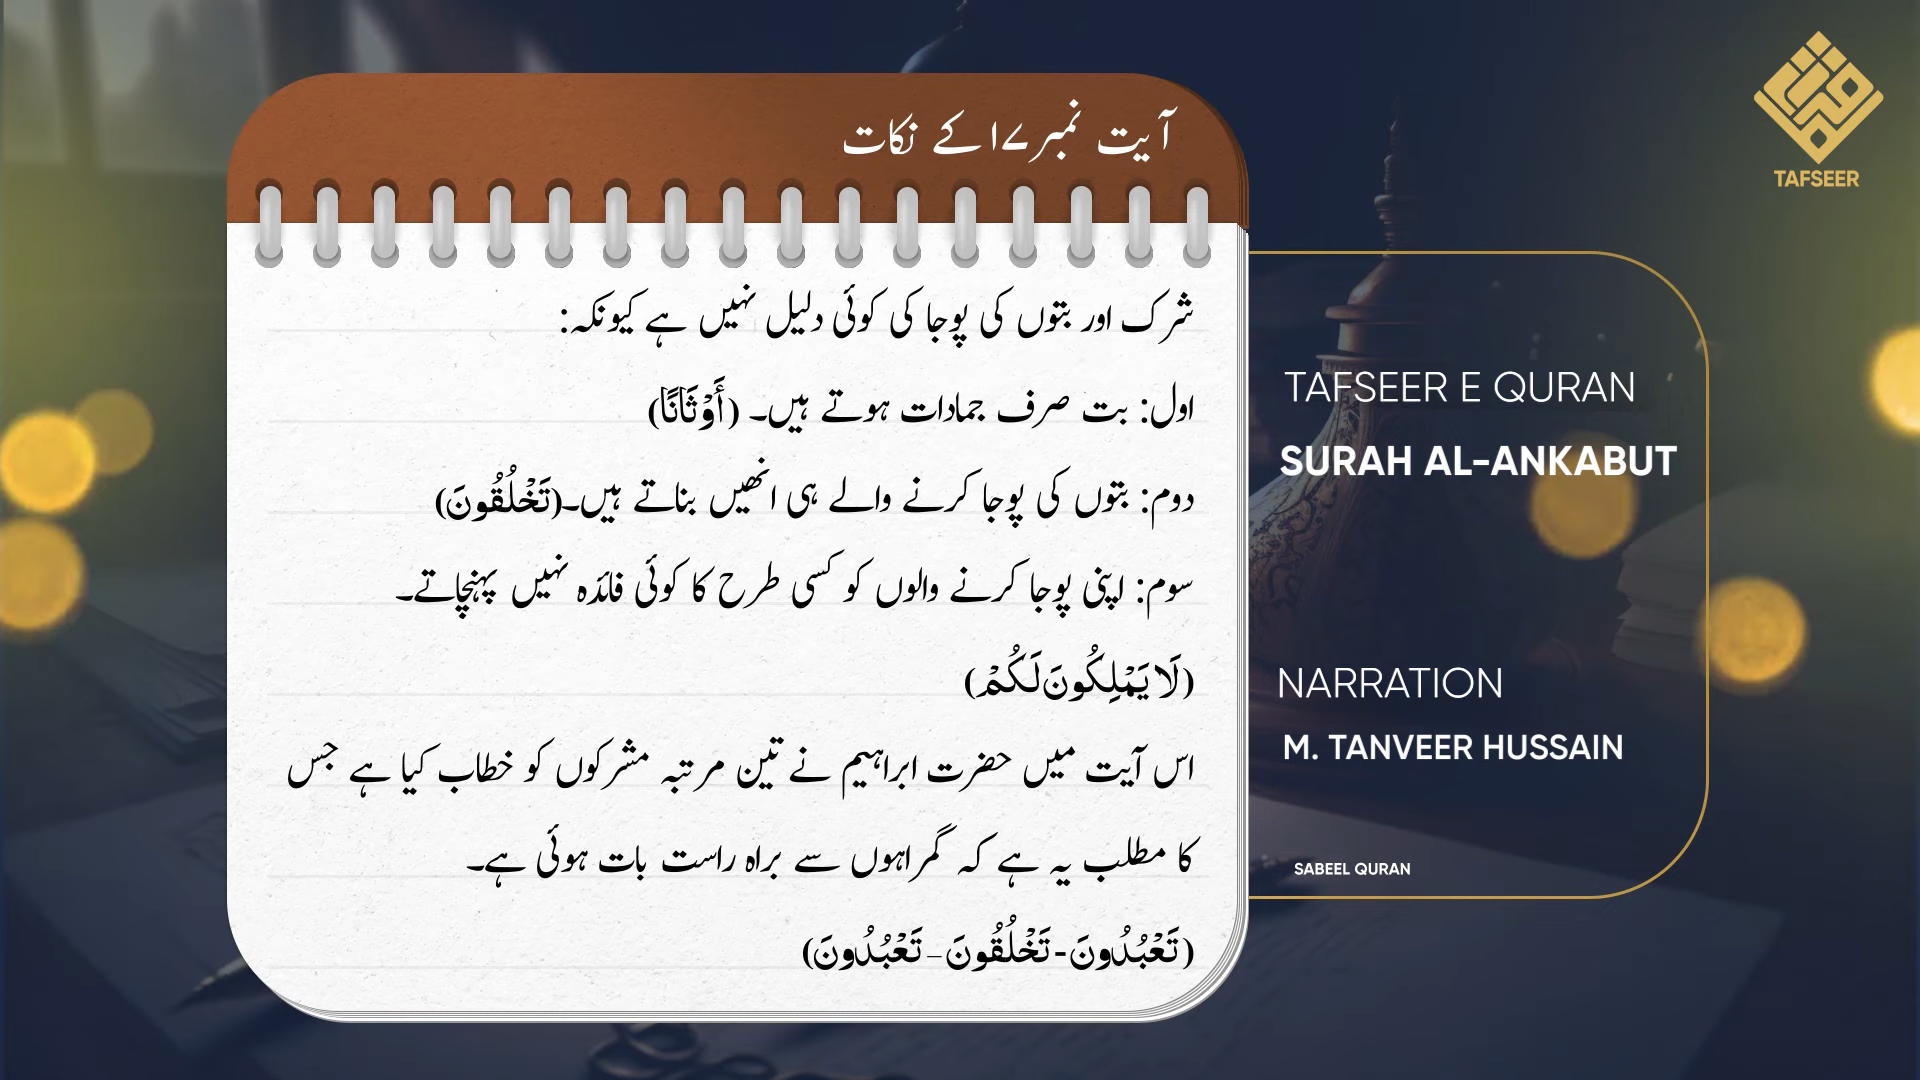 آیت نمبر۱۷کے نکات
شرک اور بتوں کی پوجا کی کوئی دلیل نہیں ہے کیونکہ:
اول: بت صرف جمادات ہوتے ہیں۔ (أَوْثَانًا)
دوم: بتوں کی پوجا کرنے والے ہی انھیں بناتے ہیں۔(تَخْلُقُونَ)
سوم: اپنی پوجا کرنے والوں کو کسی طرح کا کوئی فائدہ نہیں پہنچاتے۔
(لَا يَمْلِكُونَ لَكُمْ)
اس آیت میں حضرت ابراہیم نے تین مرتبہ مشرکوں کو خطاب کیا ہے جس
کا مطلب یہ ہے کہ گمراہوں سے براہ راست بات ہوئی ہے۔
(تَعْبُدُونَ-تَخْلُقُونَ–تَعْبُدُونَ)
TAFSEER
TAFSEER E QURAN
SURAH AL-ANKABUT
NARRATION
M. TANVEER HUSSAIN
SABEEL QURAN